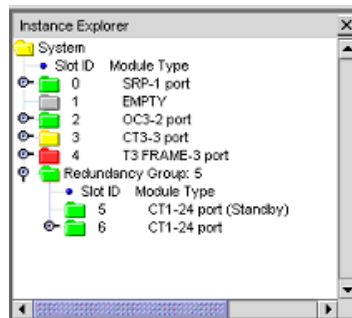 Instance Explorer
System
Slot ID Module Type
0 SRP-1 port
1 EMPTY
2 OC3-2 port
3 CT3-3 port
4 T3 FRAME-3 port
Redundancy Group: 5
Slot ID Module Type
5 CT1-24 port (Standby)
6 CT1-24 port